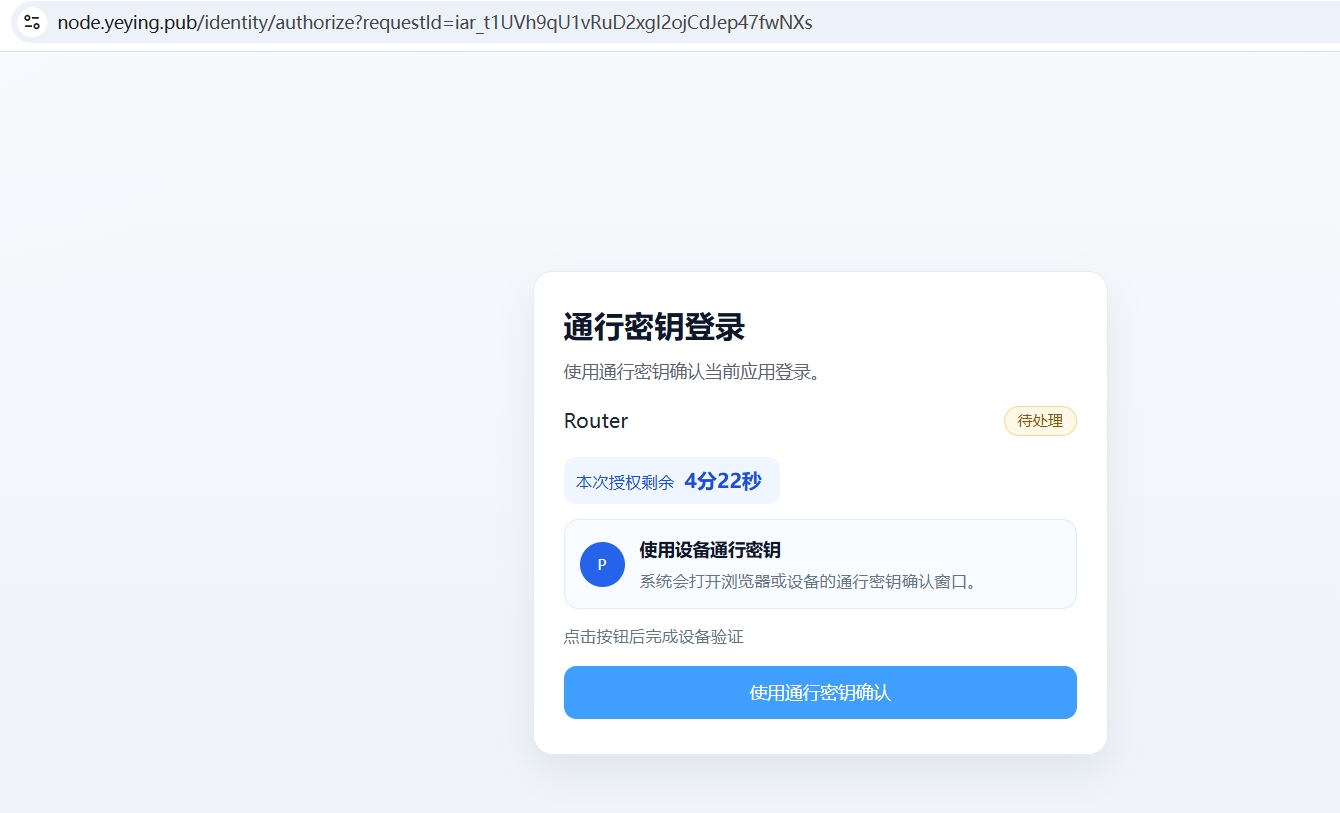 node.yeying.pub/identity/authorize?requestId=iar_t1UVh9qU1vRuD2xgI2ojCdJep47fwNXs
通行密钥登录
使用通行密钥确认当前应用登录。
Router
待处理
本次授权剩余 4分22秒
P
使用设备通行密钥
系统会打开浏览器或设备的通行密钥确认窗口。
点击按钮后完成设备验证
使用通行密钥确认